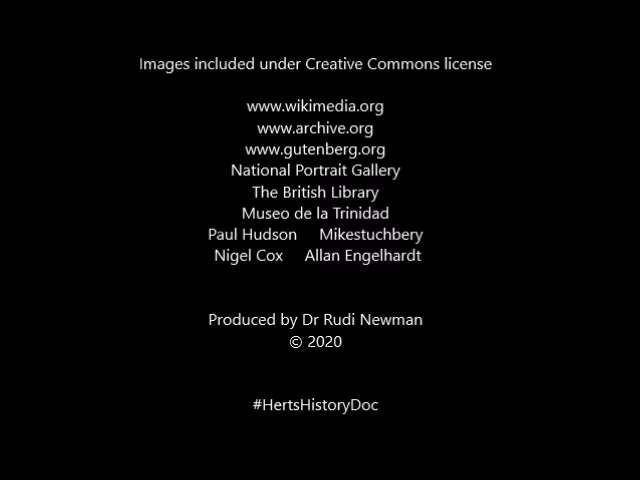 Images included under Creative Commons license
www.wikimedia.org
www.archive.org
www.gutenberg.org
National Portrait Gallery
The British Library
Museo de la Trinidad
Paul Hudson Mikestuchbery
Nigel Cox Allan Engelhardt
Produced by Dr Rudi Newman
© 2020
#HertsHistoryDoc